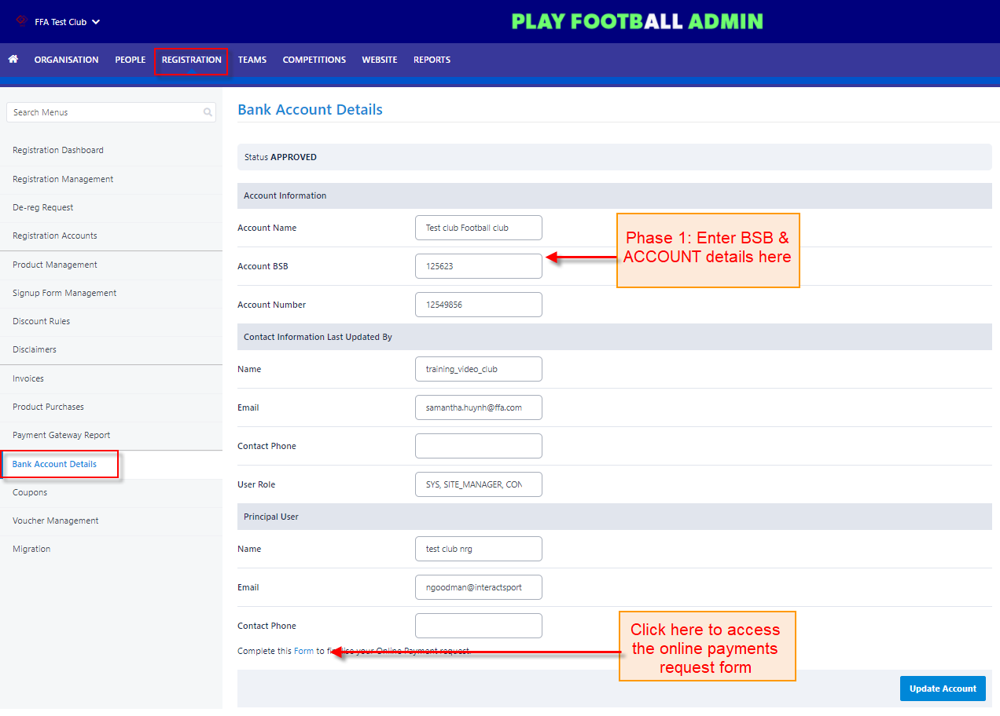 FFA Test Club
PLAY FOOTBALL ADMIN
ORGANISATION PEOPLE REGISTRATION TEAMS COMPETITIONS WEBSITE REPORTS
Search Menus
Registration Dashboard
Registration Management
De-reg Request
Registration Accounts
Product Management
Signup Form Management
Discount Rules
Disclaimers
Invoices
Product Purchases
Payment Gateway Report
Bank Account Details
Coupons
Voucher Management
Migration
Bank Account Details
Status APPROVED
Account Information
Account Name Test club Football club
Account BSB 125623
Account Number 12549856
Phase 1: Enter BSB &
ACCOUNT details here
Contact Information Last Updated By
Name training_video_club
Email samantha.huynh@ffa.com
Contact Phone
User Role SYS, SITE_MANAGER, CON
Principal User
Name test club nrg
Email ngoodman@interactsport
Contact Phone
Complete this Form to finalise your Online Payment request.
Click here to access
the online payments
request form
Update Account